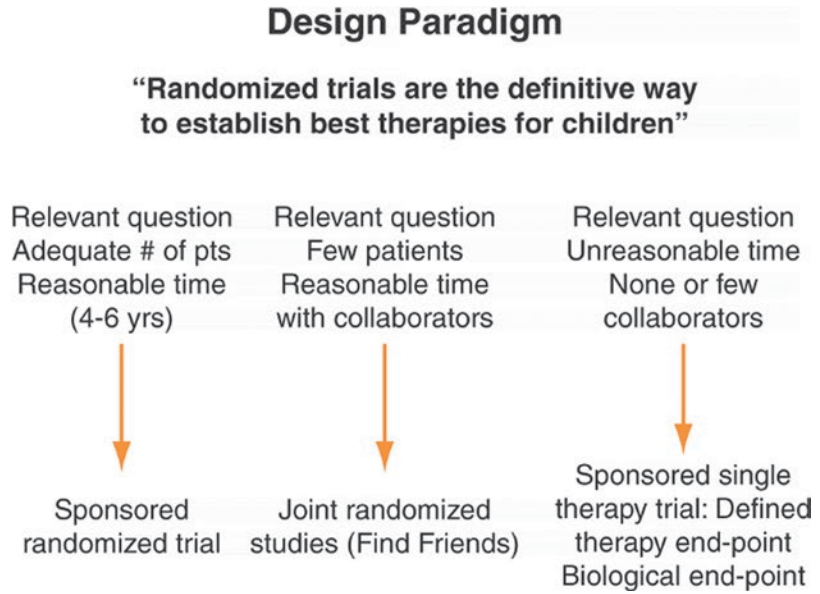 Design Paradigm
“Randomized trials are the definitive way
to establish best therapies for children”
Relevant question
Adequate # of pts
Reasonable time
(4-6 yrs)
Relevant question
Few patients
Reasonable time
with collaborators
Relevant question
Unreasonable time
None or few
collaborators
Sponsored
randomized trial
Joint randomized
studies (Find Friends)
Sponsored single
therapy trial: Defined
therapy end-point
Biological end-point